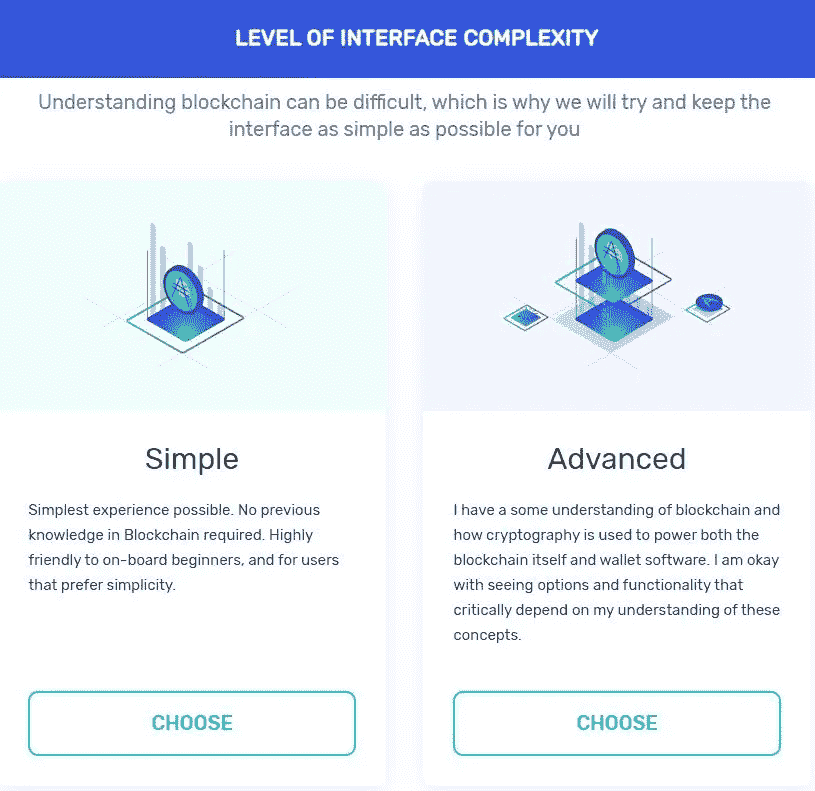 LEVEL OF INTERFACE COMPLEXITY
Understanding blockchain can be difficult, which is why we will try and keep the
interface as simple as possible for you
Simple
Simplest experience possible. No previous
knowledge in Blockchain required. Highly
friendly to on-board beginners, and for users
that prefer simplicity.
CHOOSE
Advanced
I have a some understanding of blockchain and
how cryptography is used to power both the
blockchain itself and wallet software. I am okay
with seeing options and functionality that
critically depend on my understanding of these
concepts.
CHOOSE